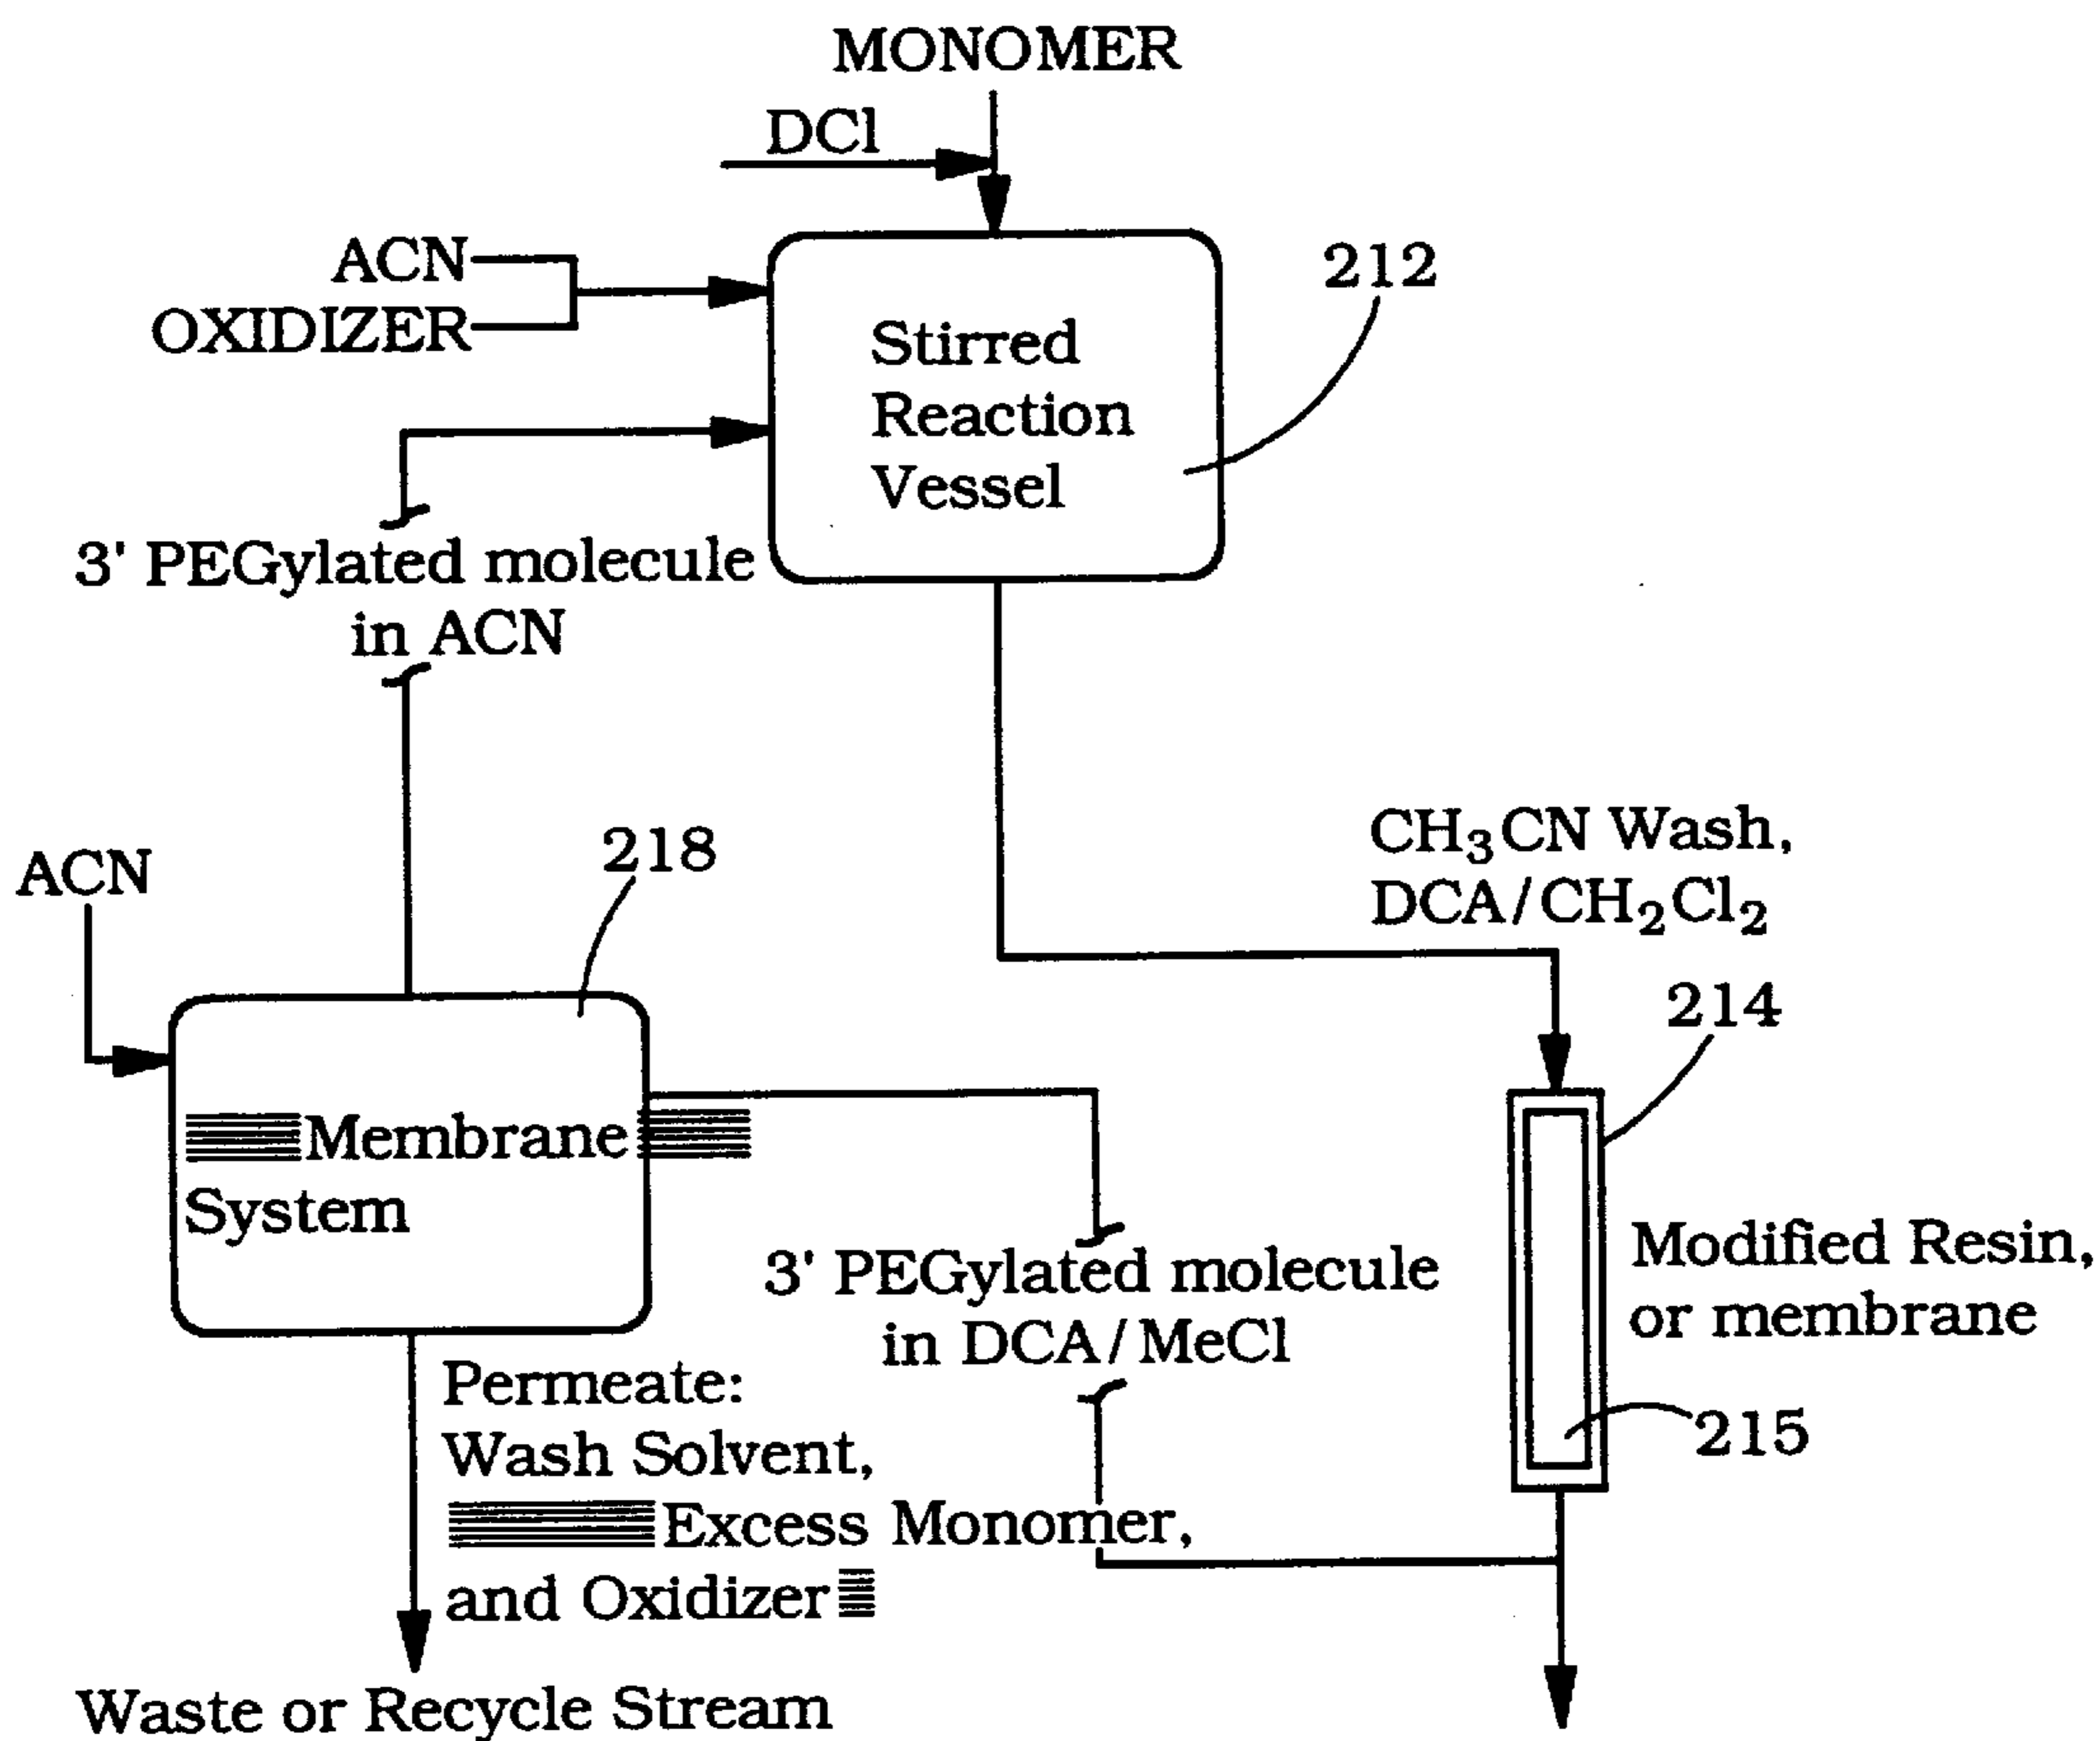 MONOMER
DCl
ACN
OXIDIZER
212
Stirred
Reaction
Vessel
3' PEGylated molecule
in ACN
CH3CN Wash,
DCA/CH2Cl2
ACN
218
214
Membrane
System
3' PEGylated molecule
in DCA/MeCl
Modified Resin,
or membrane
215
Permeate:
Wash Solvent,
Excess Monomer,
and Oxidizer
Waste or Recycle Stream